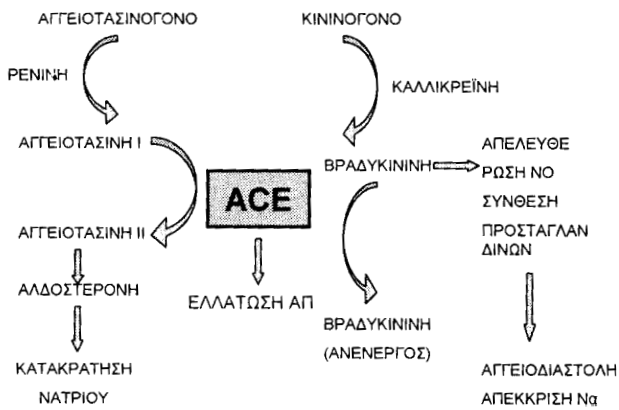 ΑΓΓΕΙΟΤΑΣΙΝΟΓΟΝΟ
ΚΙΝΙΝΟΓΟΝΟ
ΡΕΝΙΝΗ
ΚΑΛΛΙΚΡΕΪΝΗ
ΑΓΓΕΙΟΤΑΣΙΝΗ Ι
ΒΡΑΔΥΚΙΝΙΝΗ
ΑΠΕΛΕΥΘΕ
ΡΩΣΗ ΝΟ
ΣΥΝΘΕΣΗ
ΠΡΟΣΤΑΓΛΑΝ
ΔΙΝΩΝ
ACE
ΑΓΓΕΙΟΤΑΣΙΝΗ ΙΙ
ΑΛΔΟΣΤΕΡΟΝΗ
ΕΛΛΑΤΩΣΗ ΑΠ
ΒΡΑΔΥΚΙΝΙΝΗ
(ΑΝΕΝΕΡΓΟΣ)
ΚΑΤΑΚΡΑΤΗΣΗ
ΝΑΤΡΙΟΥ
ΑΓΓΕΙΟΔΙΑΣΤΟΛΗ
ΑΠΕΚΚΡΙΣΗ Να